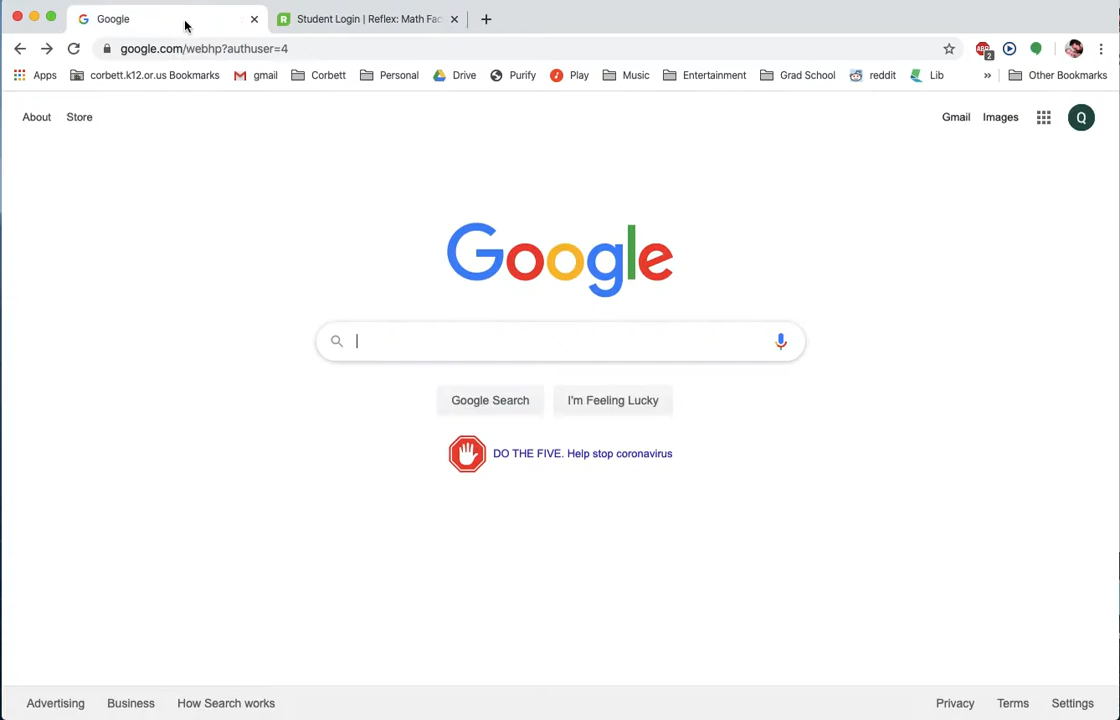 Google
Student Login | Reflex: Math Fac
google.com/webhp?authuser=4
ABP
2
Apps
corbett.k12.or.us Bookmarks
gmail
Corbett
Personal
Drive
Purify
Play
Music
Entertainment
Grad School
reddit
Lib
»
Other Bookmarks
About
Store
Gmail
Images
Q
Google
Google Search
I'm Feeling Lucky
DO THE FIVE. Help stop coronavirus
Advertising
Business
How Search works
Privacy
Terms
Settings